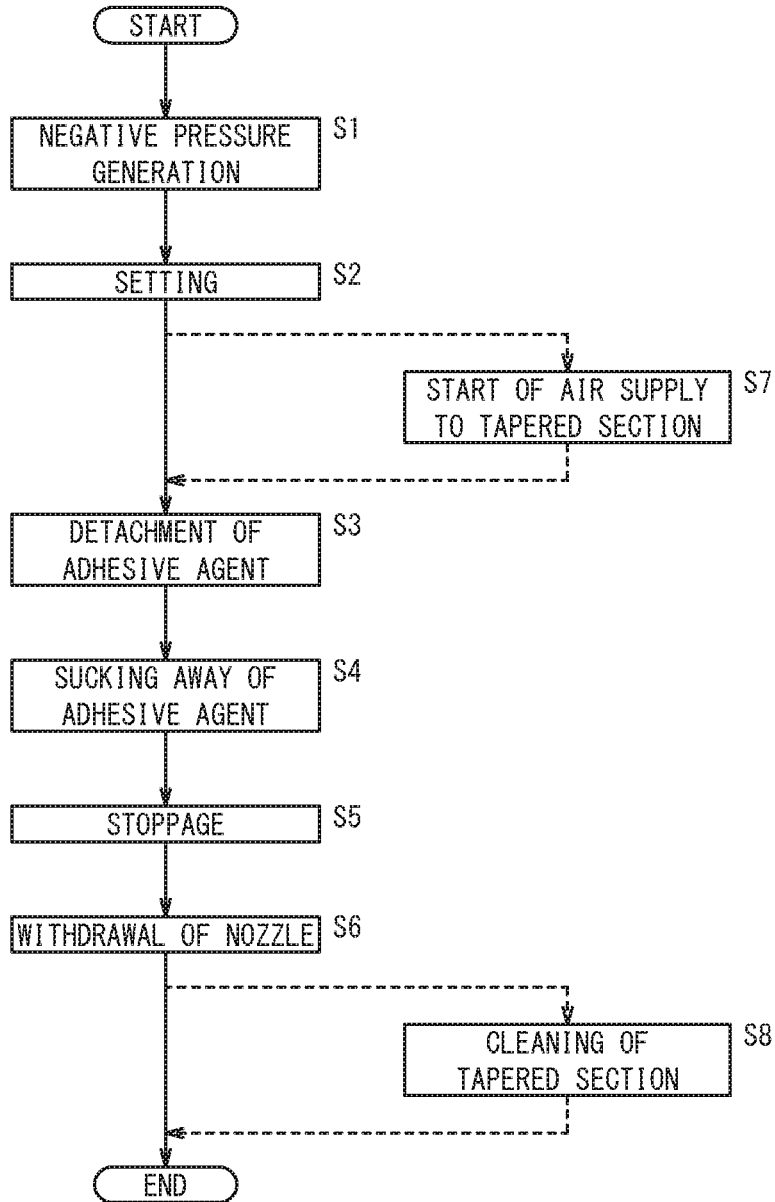 START
NEGATIVE PRESSURE
GENERATION
S1
SETTING
S2
START OF AIR SUPPLY
TO TAPERED SECTION
S7
DETACHMENT OF
ADHESIVE AGENT
S3
SUCKING AWAY OF
ADHESIVE AGENT
S4
STOPPAGE
S5
WITHDRAWAL OF NOZZLE
S6
CLEANING OF
TAPERED SECTION
S8
END